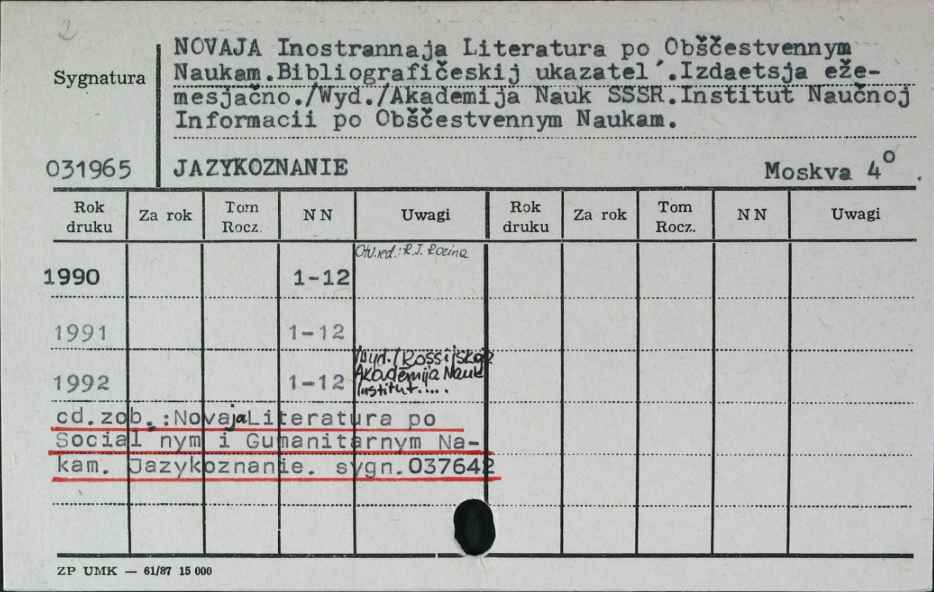 2
NOVAJA Inostrannaja Literatura po Obščestvennym
Sygnatura
Naukam.Bibliografičeskij ukazatel´.Izdaetsja eže-
mesjačno./Wyd./Akademija Nauk SSSR.Institut Naučnoj
Informacii po Obščestvennym Naukam.
031965 JAZYKOZNANIE Moskva 4°
Rok druku Za rok Tom Rocz. NN Uwagi Rok druku Za rok Tom Rocz. NN Uwagi
Otv.red.: R.J.
1990 1-12
1991 1-12
1992 1-12 /Wyd./Rossijskaja
Akademija Nauk
Institut....
cd.zob.:NovajaLiteratura po
Social nym i Gumanitarnym Na-
kam. Jazykoznanie. sygn.037642
ZP UMK — 61/87 15 000